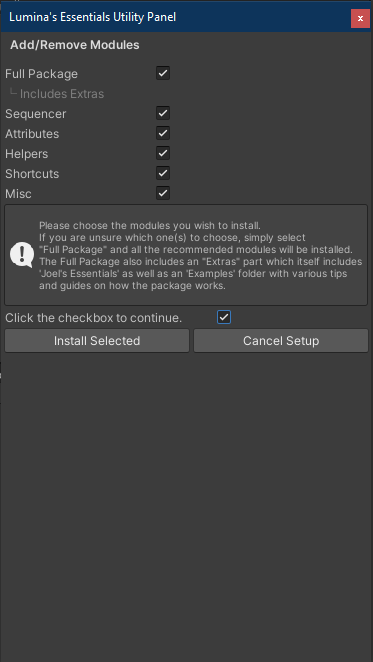 Lumina's Essentials Utility Panel
x
Add/Remove Modules
Full Package
Includes Extras
Sequencer
Attributes
Helpers
Shortcuts
Misc
Please choose the modules you wish to install.
If you are unsure which one(s) to choose, simply select
"Full Package" and all the recommended modules will be installed.
The Full Package also includes an "Extras" part which itself includes
'Joel's Essentials' as well as an 'Examples' folder with various tips
and guides on how the package works.
Click the checkbox to continue.
Install Selected
Cancel Setup